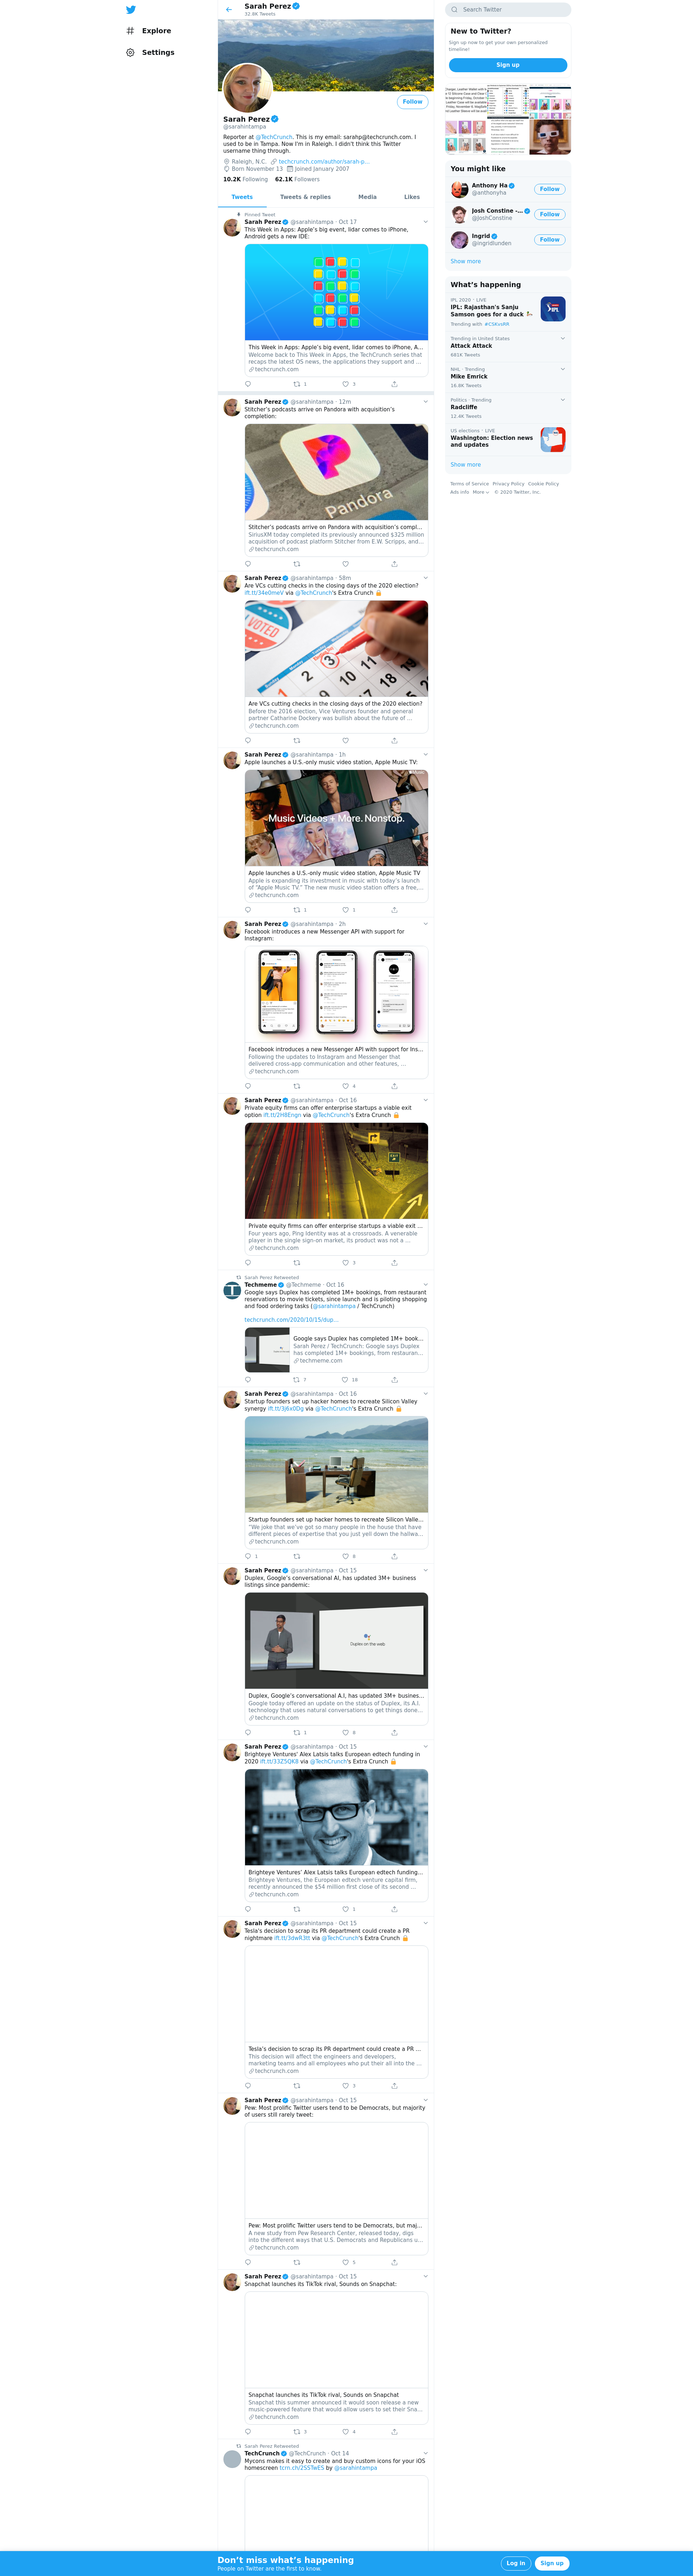 Explore
Settings
Sarah Perez
32.8K Tweets
Follow
Sarah Perez
@sarahintampa
Reporter at @TechCrunch. This is my email: sarahp@techcrunch.com. I
used to be in Tampa. Now I'm in Raleigh. I didn't think this Twitter
username thing through.
Raleigh, N.C. techcrunch.com/author/sarah-p…
Born November 13 Joined January 2007
10.2K Following 62.1K Followers
Tweets Tweets & replies Media Likes
Pinned Tweet
Sarah Perez @sarahintampa · Oct 17
This Week in Apps: Apple's big event, lidar comes to iPhone,
Android gets a new IDE:
This Week in Apps: Apple's big event, lidar comes to iPhone, A…
Welcome back to This Week in Apps, the TechCrunch series that
recaps the latest OS news, the applications they support and …
techcrunch.com
1 3
Sarah Perez @sarahintampa · 12m
Stitcher's podcasts arrive on Pandora with acquisition's
completion:
Pandora
Stitcher's podcasts arrive on Pandora with acquisition's compl…
SiriusXM today completed its previously announced $325 million
acquisition of podcast platform Stitcher from E.W. Scripps, and…
techcrunch.com
Sarah Perez @sarahintampa · 58m
Are VCs cutting checks in the closing days of the 2020 election?
ift.tt/34e0meV via @TechCrunch's Extra Crunch 🔒
VOTED
1 2 3 4
8 9 10 11
Are VCs cutting checks in the closing days of the 2020 election?
Before the 2016 election, Vice Ventures founder and general
partner Catharine Dockery was bullish about the future of …
techcrunch.com
Sarah Perez @sarahintampa · 1h
Apple launches a U.S.-only music video station, Apple Music TV:
Music Videos + More. Nonstop.
Apple launches a U.S.-only music video station, Apple Music TV
Apple is expanding its investment in music with today's launch
of "Apple Music TV." The new music video station offers a free,…
techcrunch.com
1 1
Sarah Perez @sarahintampa · 2h
Facebook introduces a new Messenger API with support for
Instagram:
Facebook introduces a new Messenger API with support for Ins…
Following the updates to Instagram and Messenger that
delivered cross-app communication and other features, …
techcrunch.com
4
Sarah Perez @sarahintampa · Oct 16
Private equity firms can offer enterprise startups a viable exit
option ift.tt/2H8Engn via @TechCrunch's Extra Crunch 🔒
Private equity firms can offer enterprise startups a viable exit …
Four years ago, Ping Identity was at a crossroads. A venerable
player in the single sign-on market, its product was not a …
techcrunch.com
3
Sarah Perez Retweeted
Techmeme @Techmeme · Oct 16
Google says Duplex has completed 1M+ bookings, from restaurant
reservations to movie tickets, since launch and is piloting shopping
and food ordering tasks (@sarahintampa / TechCrunch)
techcrunch.com/2020/10/15/dup…
Google says Duplex has completed 1M+ book…
Sarah Perez / TechCrunch: Google says Duplex
has completed 1M+ bookings, from restauran…
techmeme.com
7 19
Sarah Perez @sarahintampa · Oct 16
Startup founders set up hacker homes to recreate Silicon Valley
synergy ift.tt/3j6x0Dg via @TechCrunch's Extra Crunch 🔒
Startup founders set up hacker homes to recreate Silicon Valle…
"We joke that we've got so many people in the house that have
different pieces of expertise that you just yell down the hallwa…
techcrunch.com
1 6
Sarah Perez @sarahintampa · Oct 15
Duplex, Google's conversational AI, has updated 3M+ business
listings since pandemic:
Duplex on the web
Duplex, Google's conversational A.I, has updated 3M+ busines…
Google today offered an update on the status of Duplex, its A.I.
technology that uses natural conversations to get things done…
techcrunch.com
1 6
Sarah Perez @sarahintampa · Oct 15
Brighteye Ventures' Alex Latsis talks European edtech funding in
2020 ift.tt/33Z5QK8 via @TechCrunch's Extra Crunch 🔒
Brighteye Ventures' Alex Latsis talks European edtech funding…
Brighteye Ventures, the European edtech venture capital firm,
recently announced the $54 million first close of its second …
techcrunch.com
2
Sarah Perez @sarahintampa · Oct 15
Tesla's decision to scrap its PR department could create a PR
nightmare ift.tt/3dwR3tt via @TechCrunch's Extra Crunch 🔒
Tesla's decision to scrap its PR department could create a PR …
This decision will affect the engineers and developers,
marketing teams and all employees who put their all into the …
techcrunch.com
3
Sarah Perez @sarahintampa · Oct 15
Pew: Most prolific Twitter users tend to be Democrats, but majority
of users still rarely tweet:
Pew: Most prolific Twitter users tend to be Democrats, but maj…
A new study from Pew Research Center, released today, digs
into the different ways that U.S. Democrats and Republicans u…
techcrunch.com
5
Sarah Perez @sarahintampa · Oct 15
Snapchat launches its TikTok rival, Sounds on Snapchat:
Snapchat launches its TikTok rival, Sounds on Snapchat
Snapchat this summer announced it would soon release a new
music-powered feature that would allow users to set their Sna…
techcrunch.com
3 4
Sarah Perez Retweeted
TechCrunch @TechCrunch · Oct 14
Mycons makes it easy to create and buy custom icons for your iOS
homescreen tcrn.ch/2SSTwES by @sarahintampa
Search Twitter
New to Twitter?
Sign up now to get your own personalized
timeline!
Sign up
You might like
Anthony Ha
@anthonyha
Follow
Josh Constine -…
@JoshConstine
Follow
Ingrid
@ingridlunden
Follow
Show more
What's happening
IPL 2020 · LIVE
IPL: Rajasthan's Sanju
Samson goes for a duck
Trending with #CSKvsRR
IPL
Trending in United States
Attack Attack
691K Tweets
NHL · Trending
Mike Emrick
16.8K Tweets
Politics · Trending
Radcliffe
12.4K Tweets
US elections · LIVE
Washington: Election news
and updates
Show more
Terms of Service Privacy Policy Cookie Policy
Ads info More © 2020 Twitter, Inc.
Don't miss what's happening
People on Twitter are the first to know.
Log in Sign up